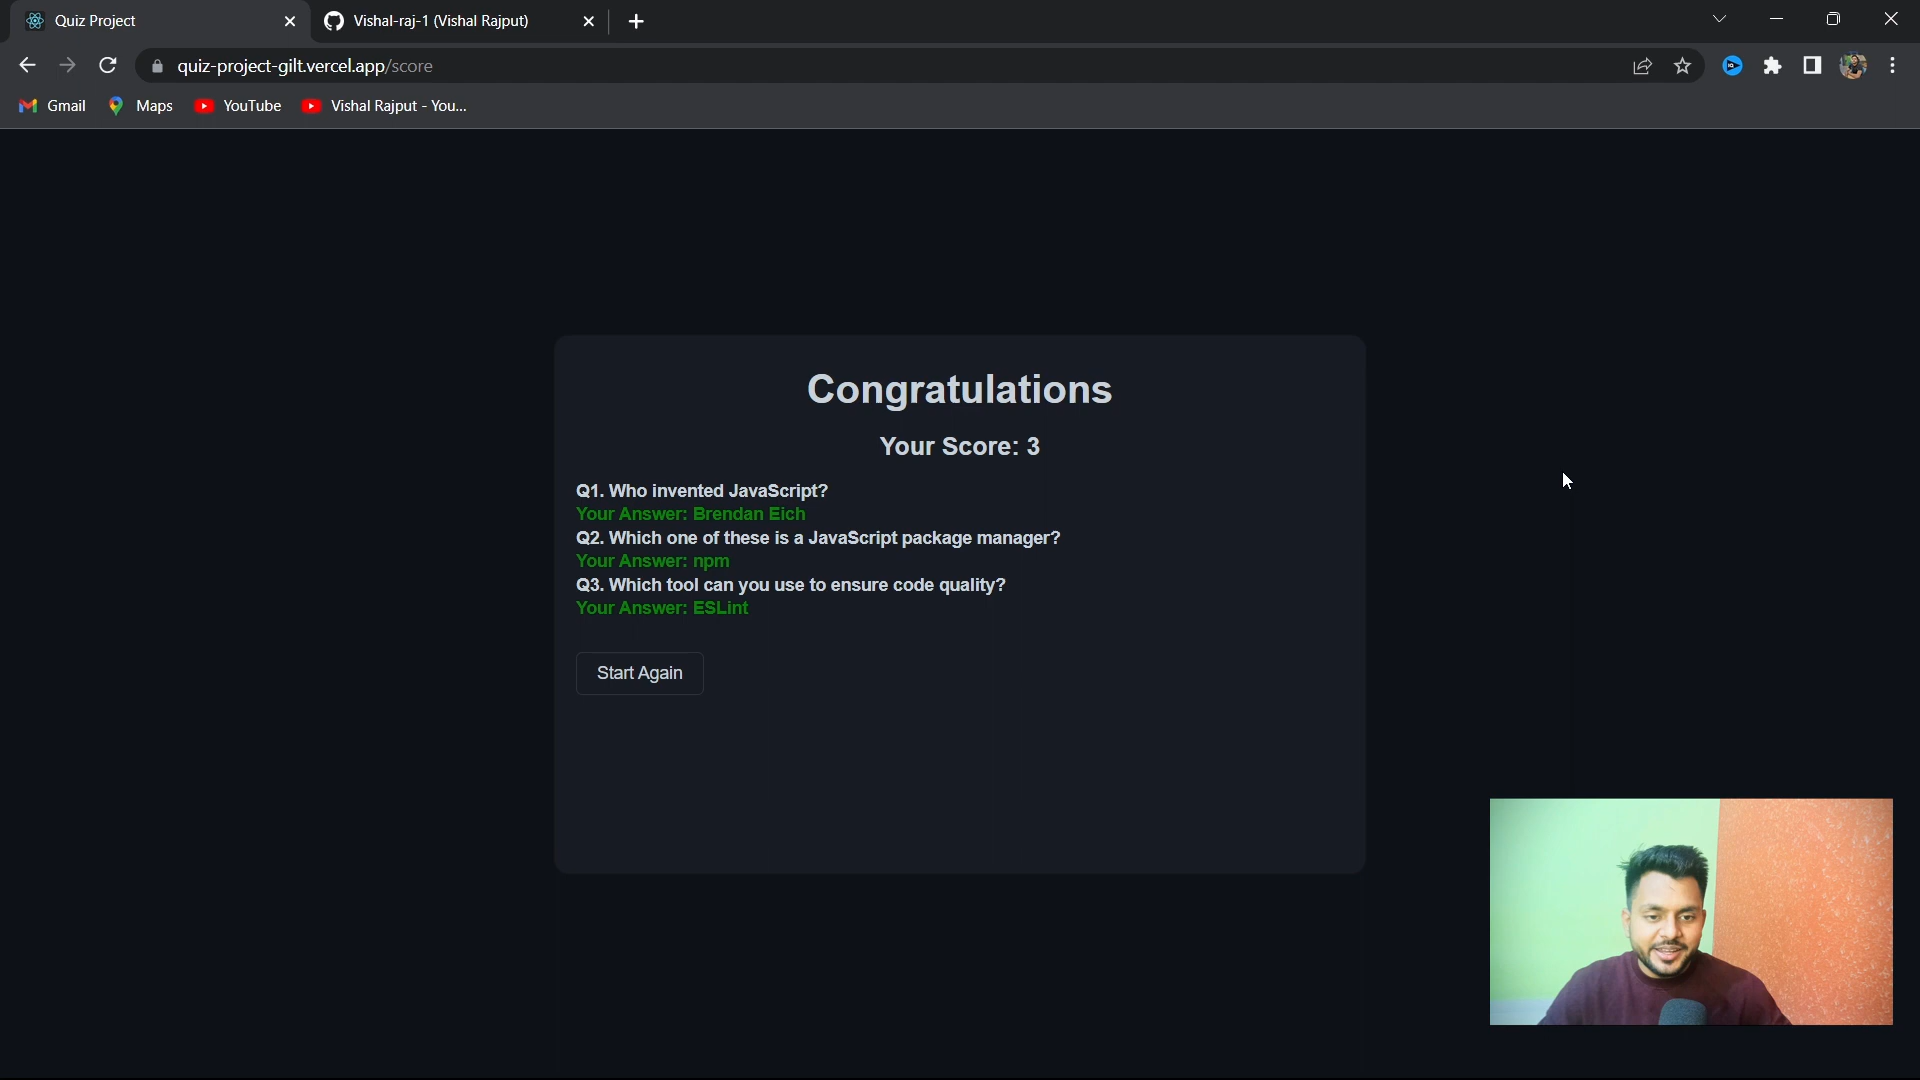 Quiz Project
Vishal-raj-1 (Vishal Rajput)
quiz-project-gilt.vercel.app/score
Gmail
Maps
YouTube
Vishal Rajput - You...
Congratulations
Your Score: 3
Q1. Who invented JavaScript?
Your Answer: Brendan Eich
Q2. Which one of these is a JavaScript package manager?
Your Answer: npm
Q3. Which tool can you use to ensure code quality?
Your Answer: ESLint
Start Again